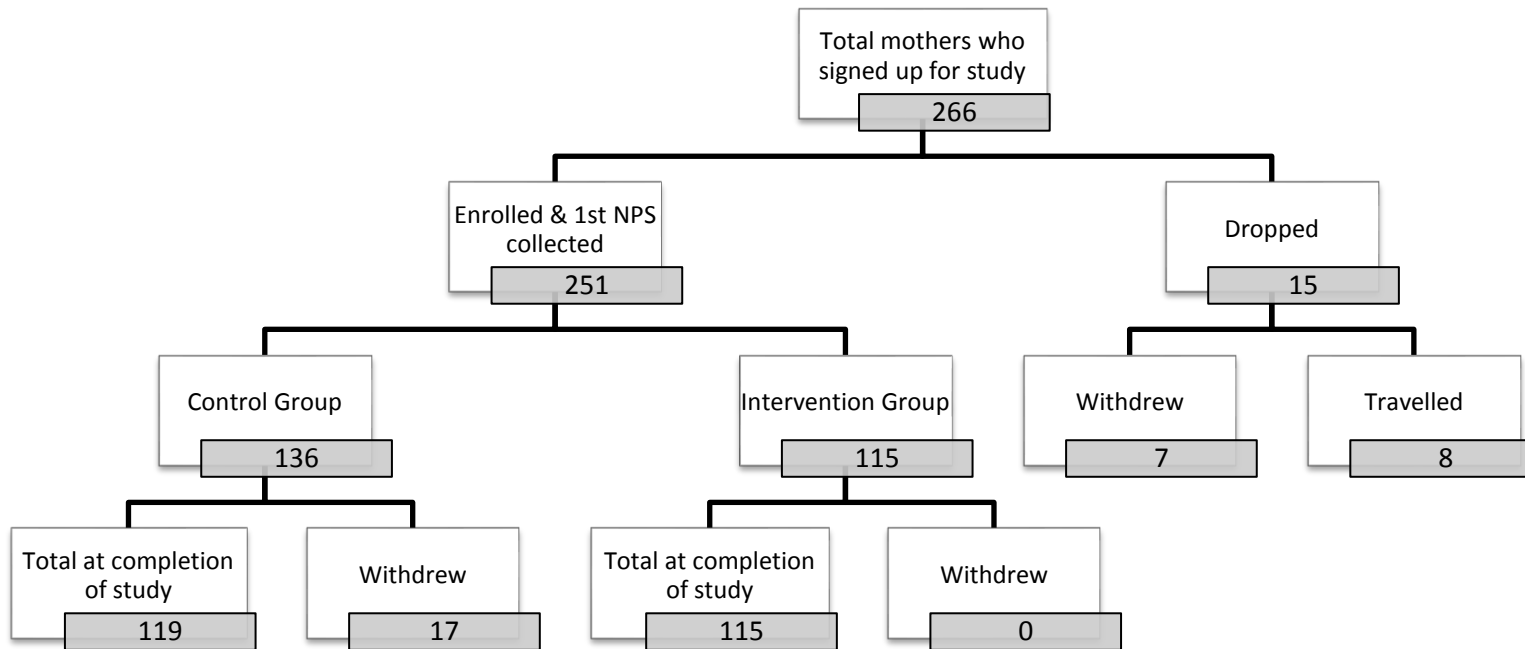 Total mothers who
signed up for study
266
Enrolled & 1st NPS
collected
251
Dropped
15
Control Group
136
Intervention Group
115
Withdrew
7
Travelled
8
Total at completion
of study
119
Withdrew
17
Total at completion
of study
115
Withdrew
0